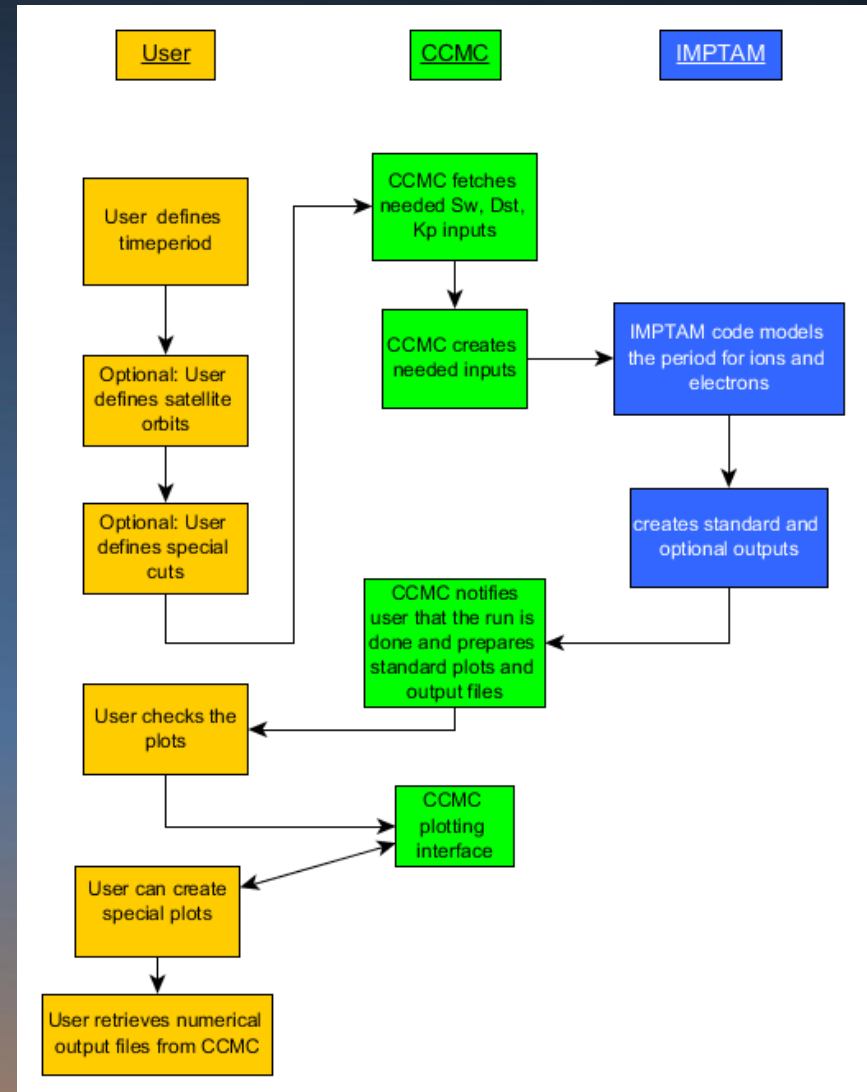 User
CCMC
IMPTAM
User defines
timeperiod
Optional: User
defines satellite
orbits
Optional: User
defines special
cuts
CCMC fetches
needed Sw, Dst,
Kp inputs
CCMC creates
needed inputs
IMPTAM code models
the period for ions and
electrons
creates standard and
optional outputs
CCMC notifies
user that the run is
done and prepares
standard plots and
output files
User checks the
plots
CCMC
plotting
interface
User can create
special plots
User retrieves numerical
output files from CCMC